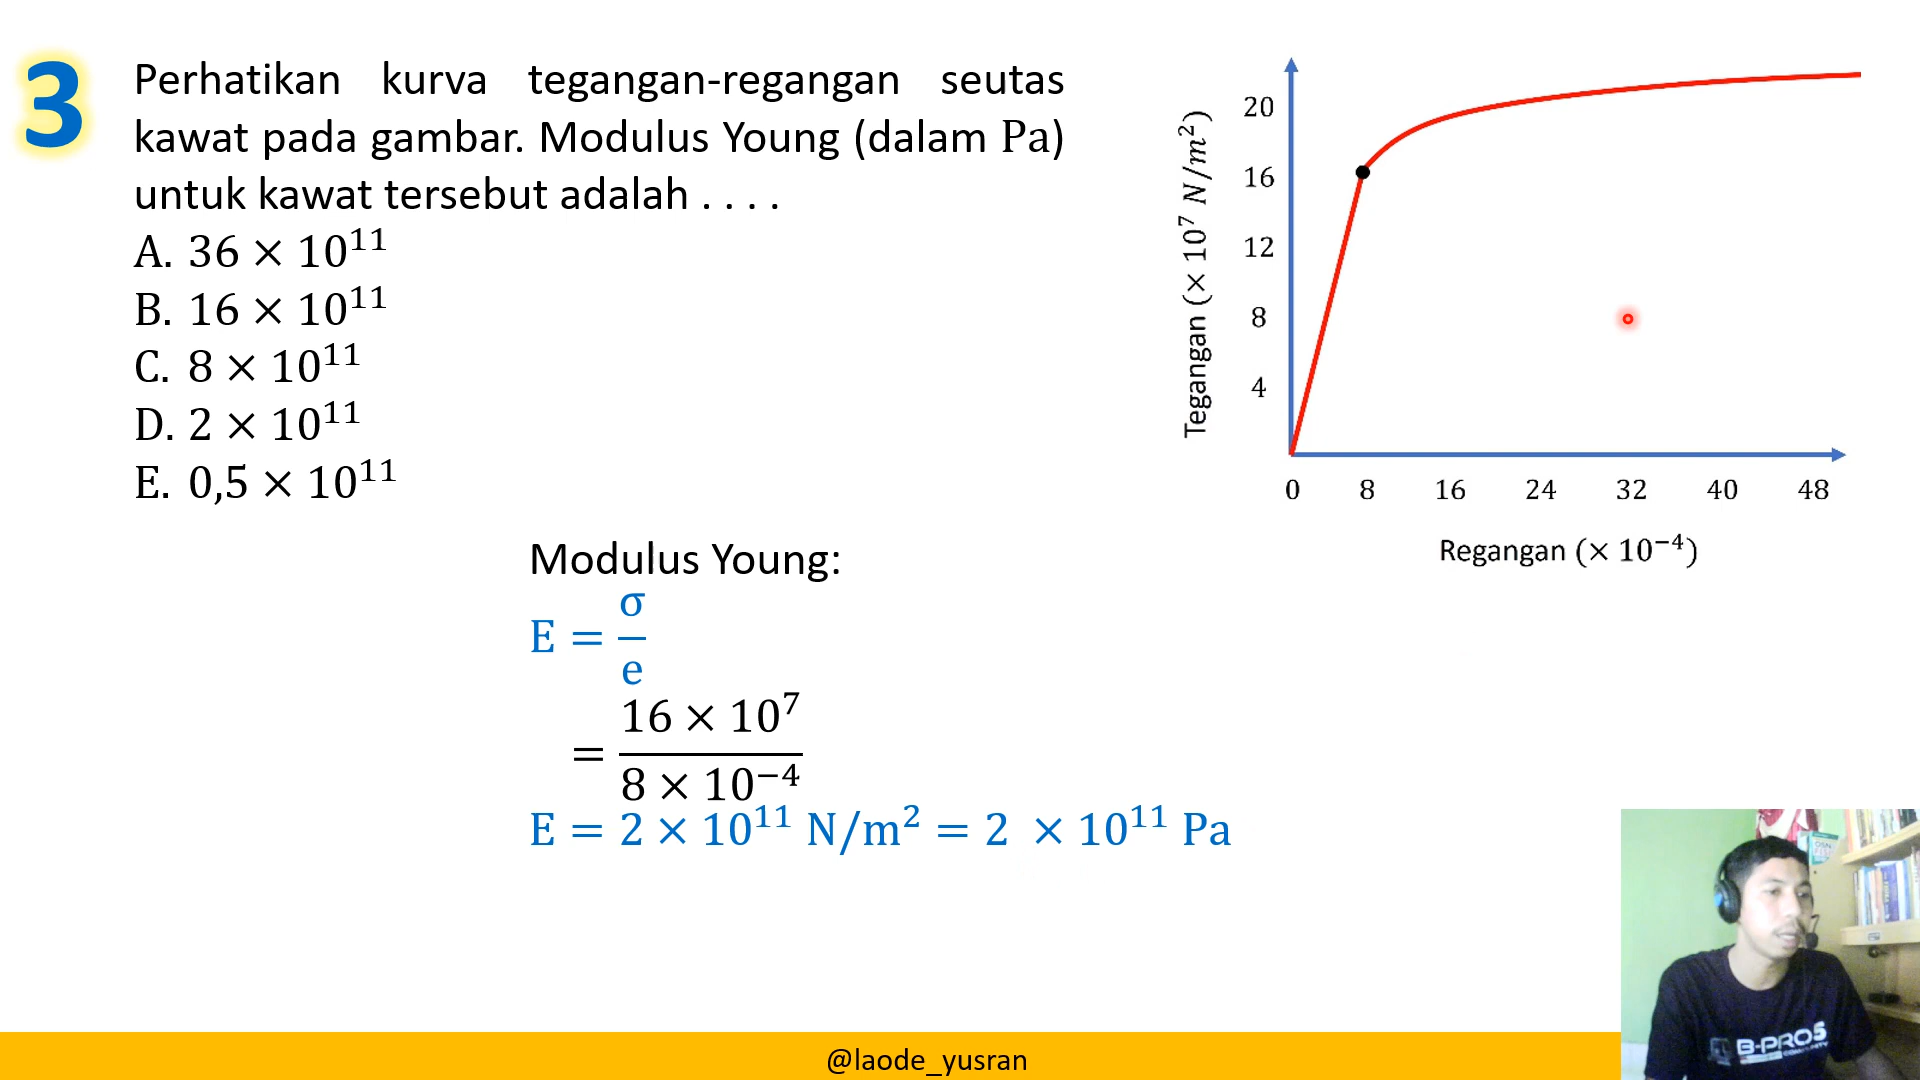 3
Perhatikan kurva tegangan-regangan seutas
kawat pada gambar. Modulus Young (dalam Pa)
untuk kawat tersebut adalah . . . .
A. 36 × 10¹¹
B. 16 × 10¹¹
C. 8 × 10¹¹
D. 2 × 10¹¹
E. 0,5 × 10¹¹
Tegangan (× 10⁷ N/m²)
20
16
12
8
4
0 8 16 24 32 40 48
Regangan (× 10⁻⁴)
Modulus Young:
E = σ/e
= 16 × 10⁷ / 8 × 10⁻⁴
E = 2 × 10¹¹ N/m² = 2 × 10¹¹ Pa
B-PRO5
COMMUNITY
@laode_yusran